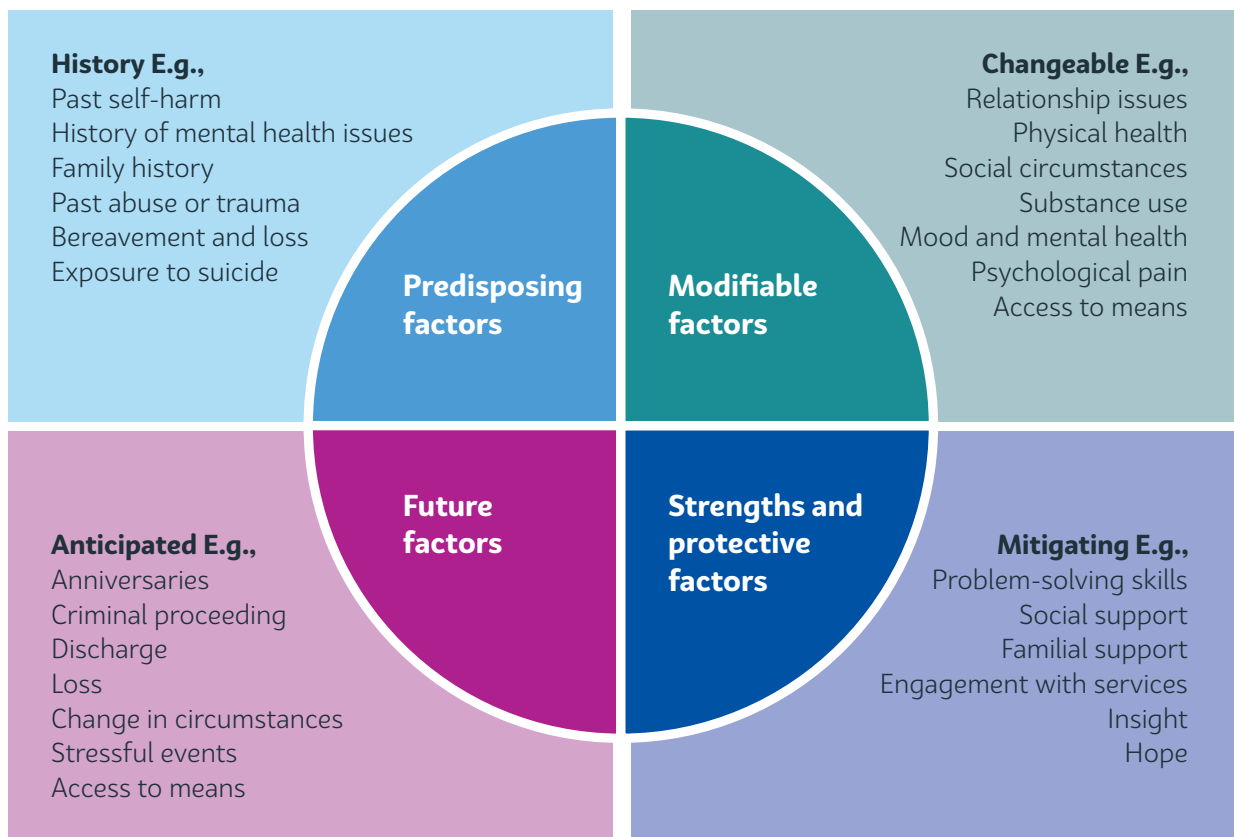 History E.g.,
Past self-harm
History of mental health issues
Family history
Past abuse or trauma
Bereavement and loss
Exposure to suicide
Predisposing
factors
Changeable E.g.,
Relationship issues
Physical health
Social circumstances
Substance use
Mood and mental health
Psychological pain
Access to means
Modifiable
factors
Anticipated E.g.,
Anniversaries
Criminal proceeding
Discharge
Loss
Change in circumstances
Stressful events
Access to means
Future
factors
Strengths and
protective
factors
Mitigating E.g.,
Problem-solving skills
Social support
Familial support
Engagement with services
Insight
Hope